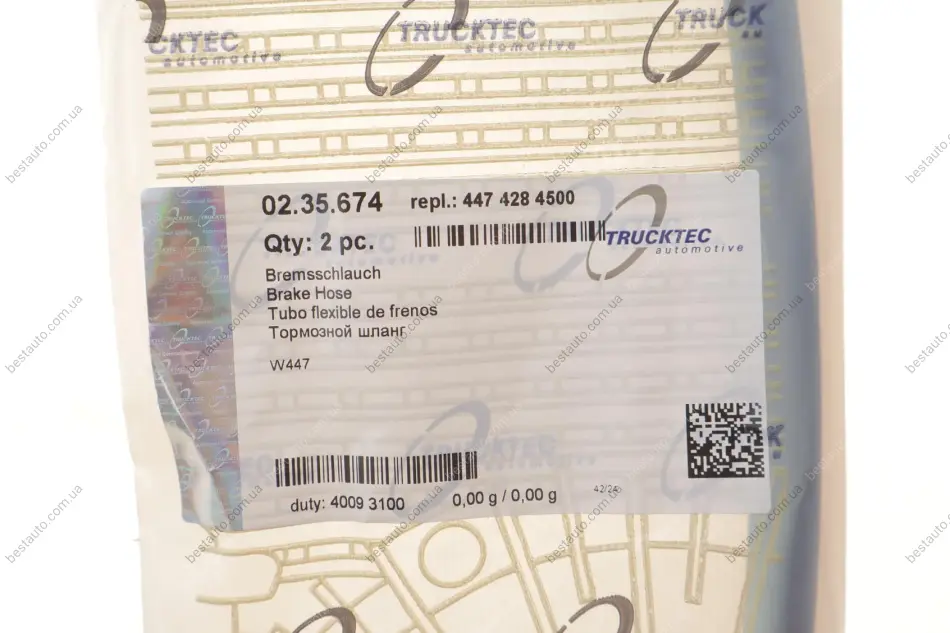 CKTEC
automotive
TRUCKTEC
automotive
TRUCK
au
02.35.674
repl.: 447 428 4500
Qty: 2 pc.
TRUCKTEC
automotive
Bremsschlauch
Brake Hose
Tubo flexible de frenos
Тормозной шланг
W447
duty: 4009 3100
0,00 g / 0,00 g
42/24
bestauto.com.ua